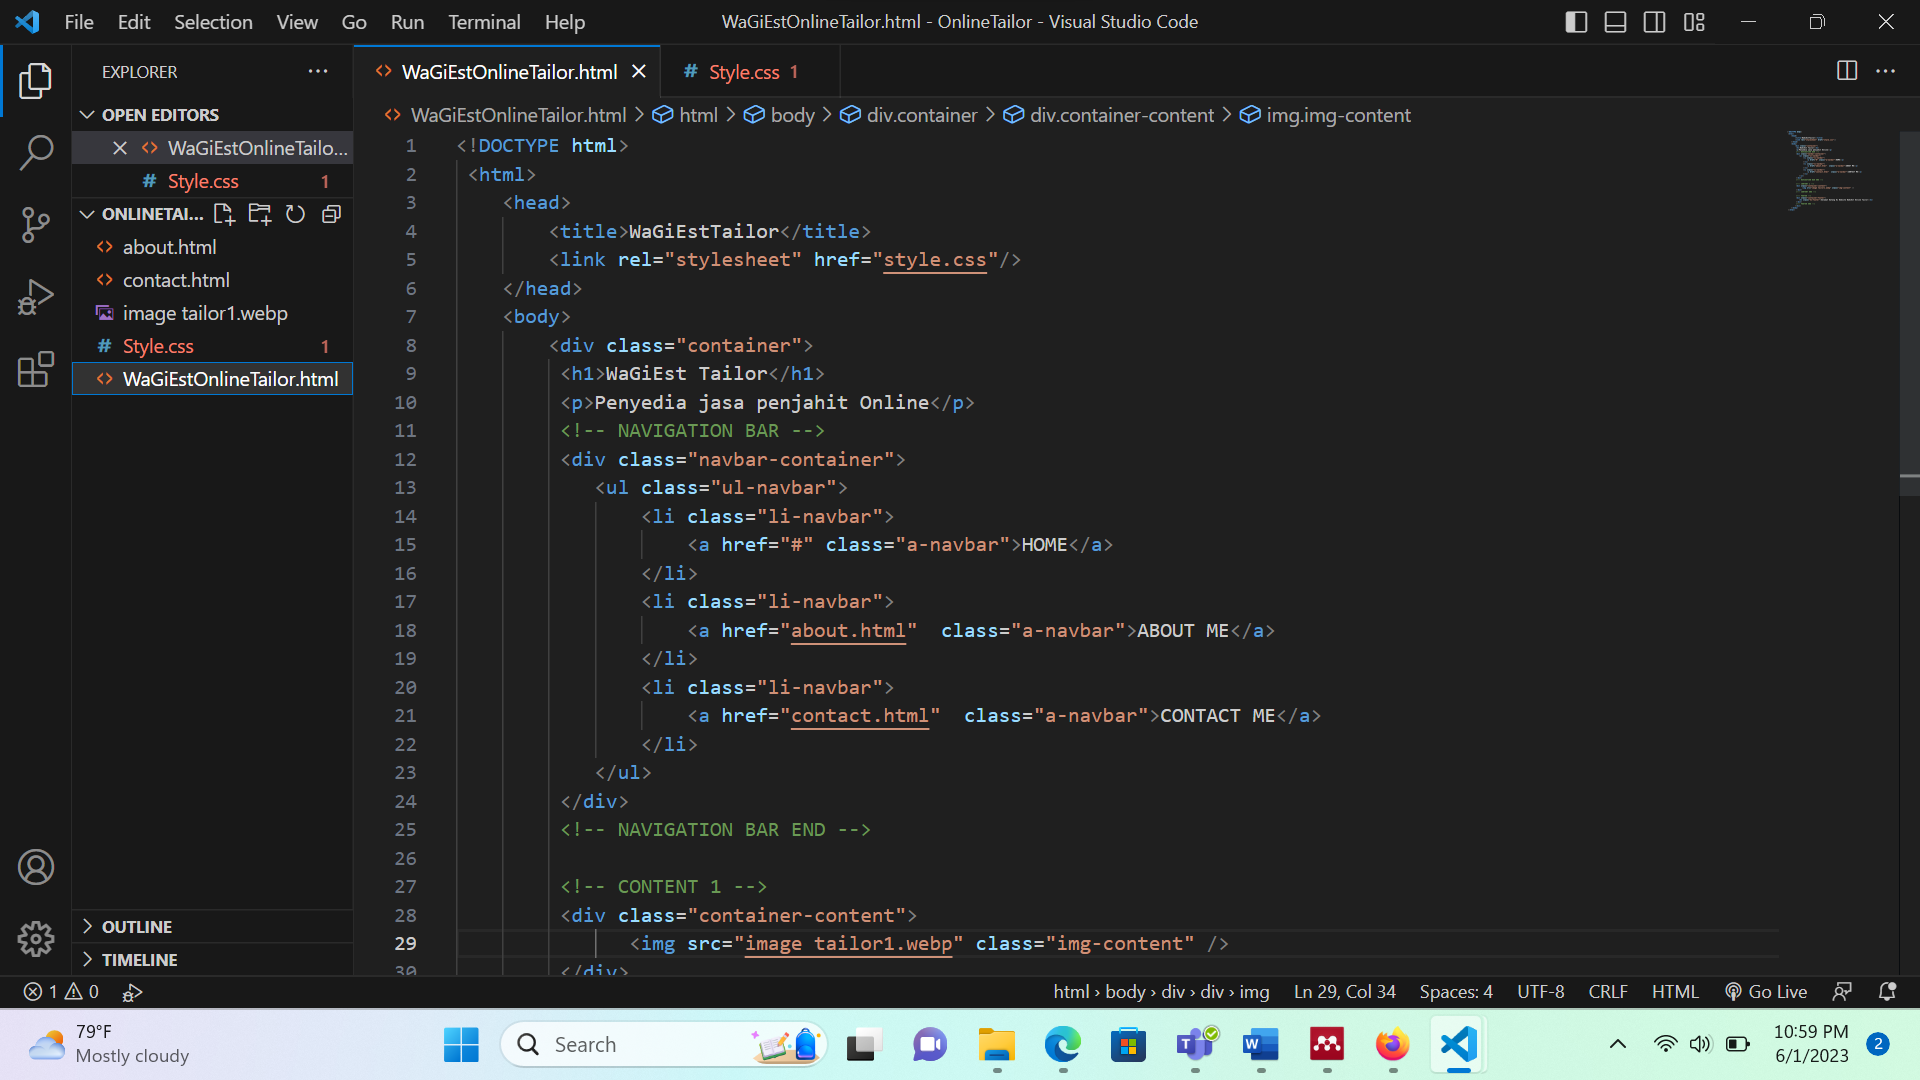 File Edit Selection View Go Run Terminal Help
WaGiEstOnlineTailor.html - OnlineTailor - Visual Studio Code
EXPLORER
OPEN EDITORS
WaGiEstOnlineTailo...
Style.css 1
ONLINETAI...
about.html
contact.html
image tailor1.webp
Style.css 1
WaGiEstOnlineTailor.html
OUTLINE
TIMELINE
WaGiEstOnlineTailor.html
Style.css 1
WaGiEstOnlineTailor.html > html > body > div.container > div.container-content > img.img-content
1 <!DOCTYPE html>
2 <html>
3 <head>
4 <title>WaGiEstTailor</title>
5 <link rel="stylesheet" href="style.css"/>
6 </head>
7 <body>
8 <div class="container">
9 <h1>WaGiEst Tailor</h1>
10 <p>Penyedia jasa penjahit Online</p>
11 <!-- NAVIGATION BAR -->
12 <div class="navbar-container">
13 <ul class="ul-navbar">
14 <li class="li-navbar">
15 <a href="#" class="a-navbar">HOME</a>
16 </li>
17 <li class="li-navbar">
18 <a href="about.html"  class="a-navbar">ABOUT ME</a>
19 </li>
20 <li class="li-navbar">
21 <a href="contact.html"  class="a-navbar">CONTACT ME</a>
22 </li>
23 </ul>
24 </div>
25 <!-- NAVIGATION BAR END -->
26
27 <!-- CONTENT 1 -->
28 <div class="container-content">
29 <img src="image tailor1.webp" class="img-content" />
30 </div>
1 0
html › body › div › div › img
Ln 29, Col 34
Spaces: 4
UTF-8
CRLF
HTML
Go Live
79°F
Mostly cloudy
Search
10:59 PM
6/1/2023
2